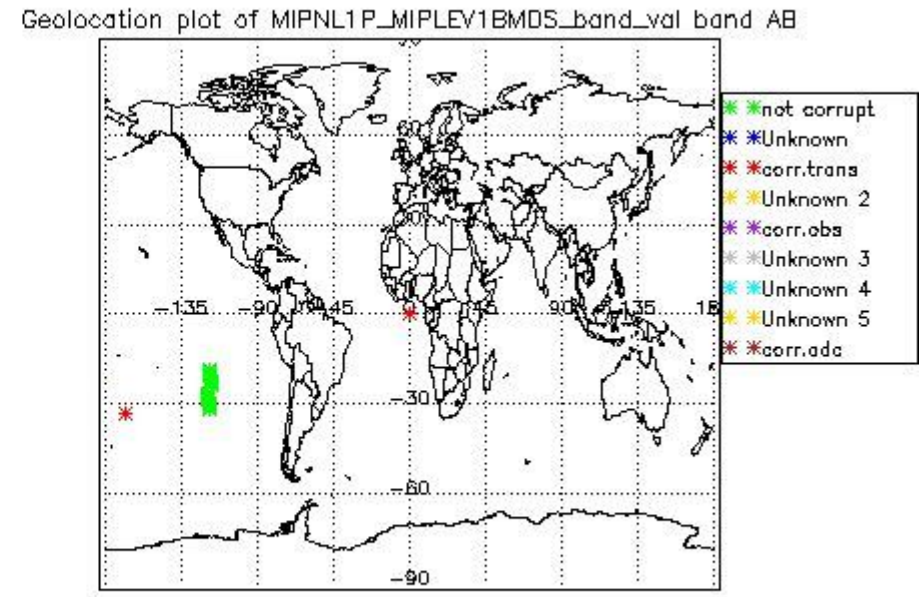 Geolocation plot of MIPNL1P_MIPLEV1BMDS_band_val band AB
not corrupt
Unknown
corr.trans
Unknown 2
corr.obs
Unknown 3
Unknown 4
Unknown 5
corr.adc
60
-135 -90 45 90 135
-30
-60
-90